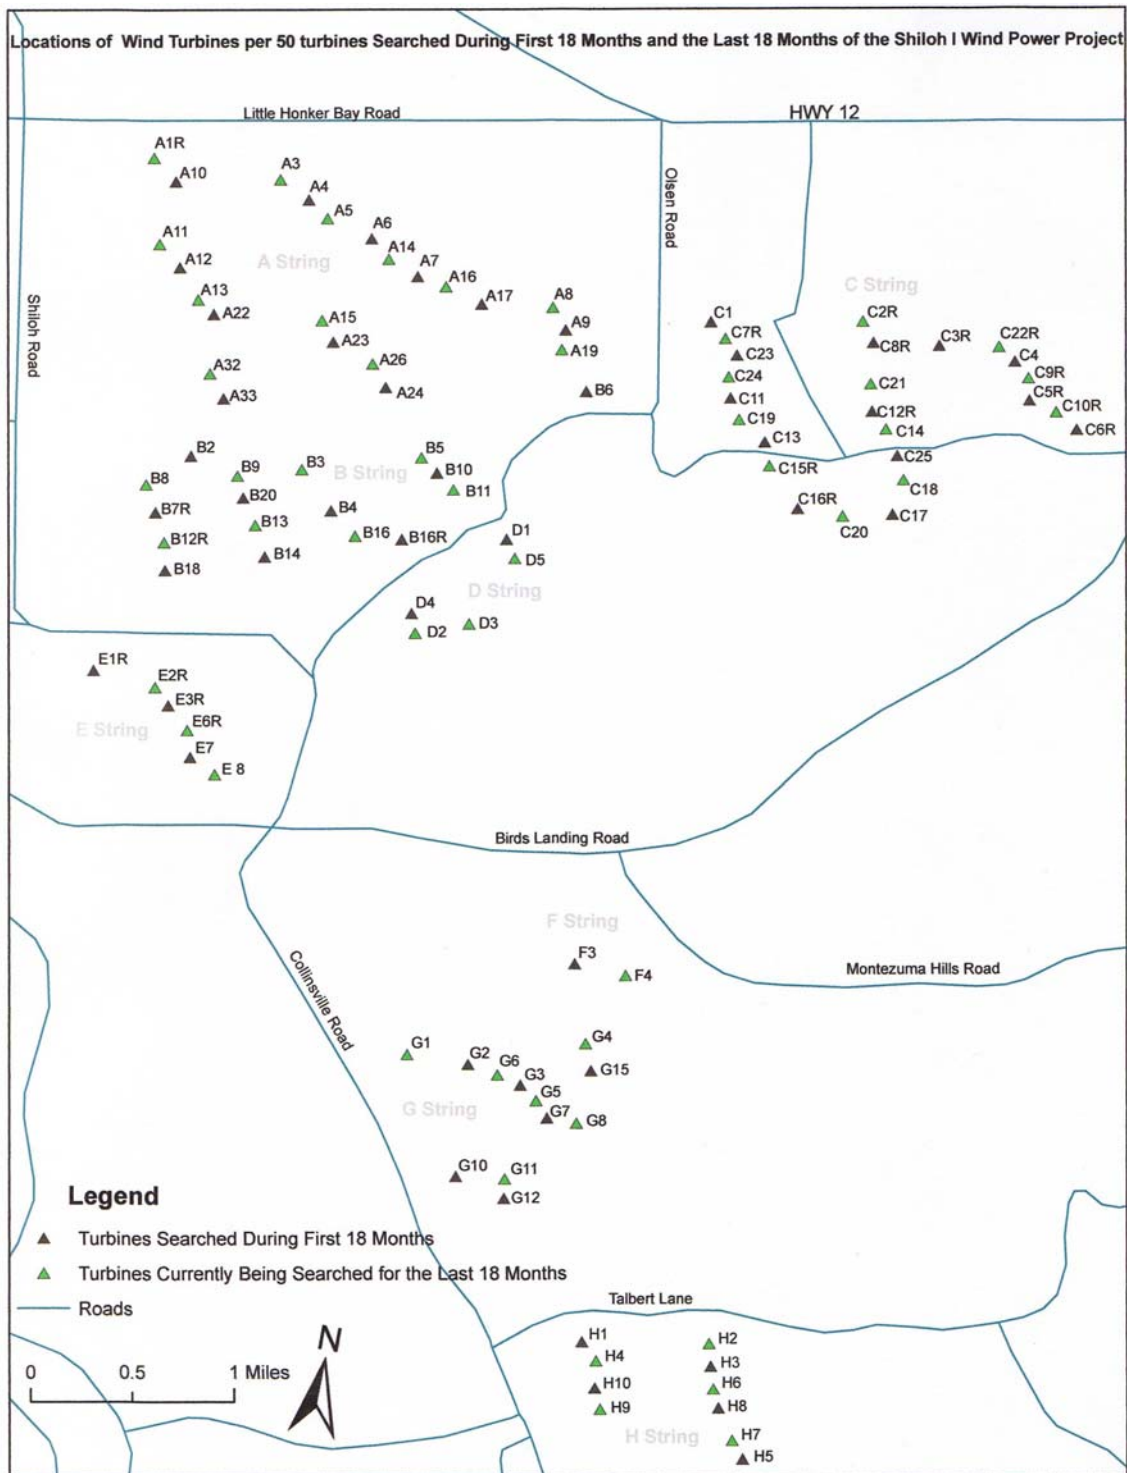 Locations of Wind Turbines per 50 turbines Searched During First 18 Months and the Last 18 Months of the Shiloh I Wind Power Project
Little Honker Bay Road
HWY 12
A1R
A10
A3
A4
A5
A6
A14
A7
A16
A17
A8
A9
A19
B6
A11
A12
A13
A22
A String
A15
A23
A26
A24
A32
A33
Shiloh Road
Olsen Road
C String
C1
C7R
C23
C24
C11
C19
C13
C15R
C16R
C20
C2R
C8R
C3R
C22R
C4
C9R
C5R
C10R
C6R
C21
C12R
C14
C25
C18
C17
B2
B8
B7R
B12R
B18
B9
B20
B13
B14
B3
B4
B16
B16R
B String
B5
B10
B11
D1
D5
D String
D4
D2
D3
E1R
E2R
E3R
E6R
E7
E 8
E String
Birds Landing Road
F String
F3
F4
Montezuma Hills Road
Collinsville Road
G1
G2
G6
G3
G5
G7
G8
G4
G15
G String
G10
G11
G12
Legend
Turbines Searched During First 18 Months
Turbines Currently Being Searched for the Last 18 Months
Roads
N
0 0.5 1 Miles
Talbert Lane
H1
H4
H10
H9
H2
H3
H6
H8
H7
H5
H String